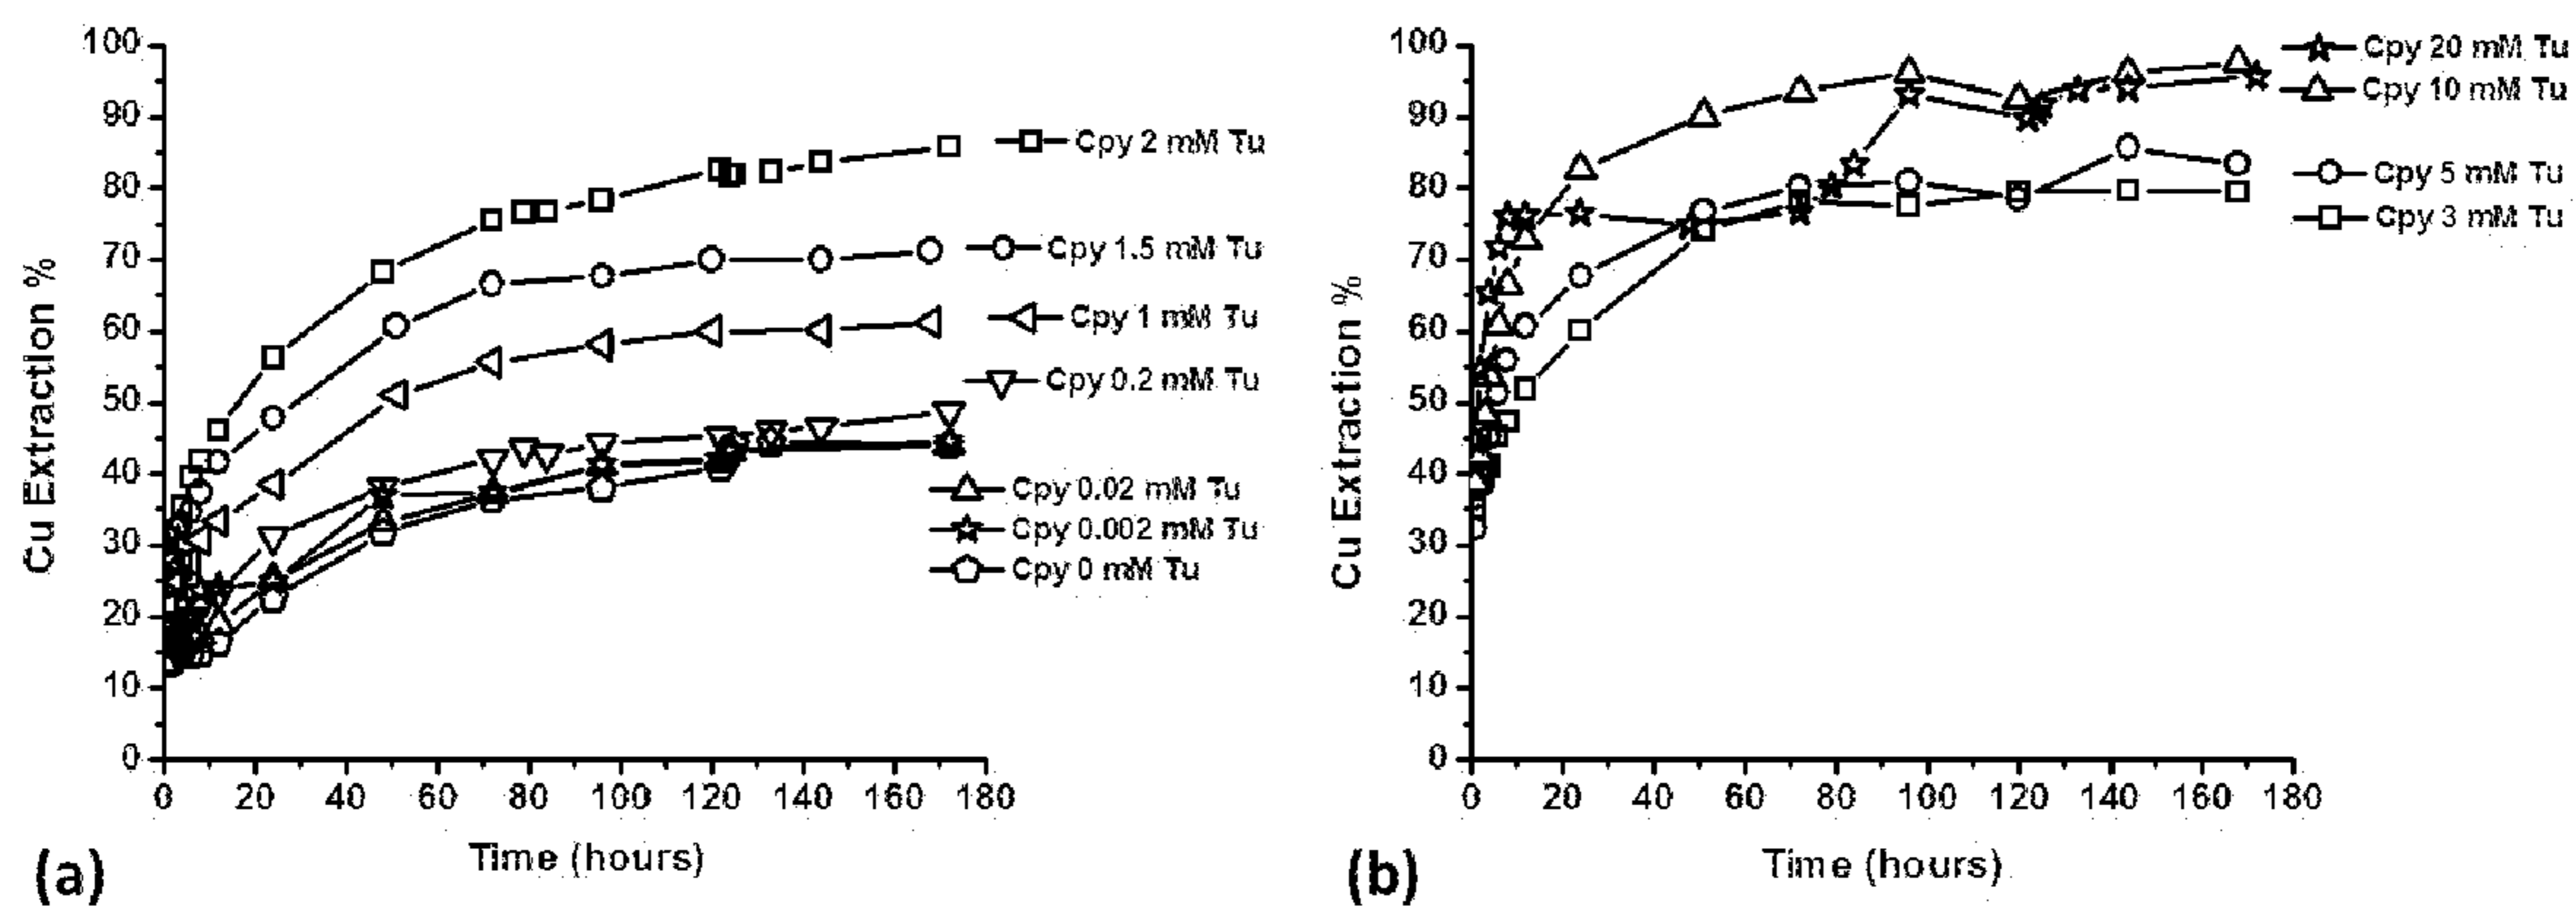 100
90
80
70
60
50
40
30
20
10
0
Cu Extraction %
0 20 40 60 80 100 120 140 160 180
Time (hours)
Cpy 2 mM Tu
Cpy 1.5 mM Tu
Cpy 1 mM Tu
Cpy 0.2 mM Tu
Cpy 0.02 mM Tu
Cpy 0.002 mM Tu
Cpy 0 mM Tu
(a)
100
90
80
70
60
50
40
30
20
10
0
Cu Extraction %
0 20 40 60 80 100 120 140 160 180
Time (hours)
Cpy 20 mM Tu
Cpy 10 mM Tu
Cpy 5 mM Tu
Cpy 3 mM Tu
(b)